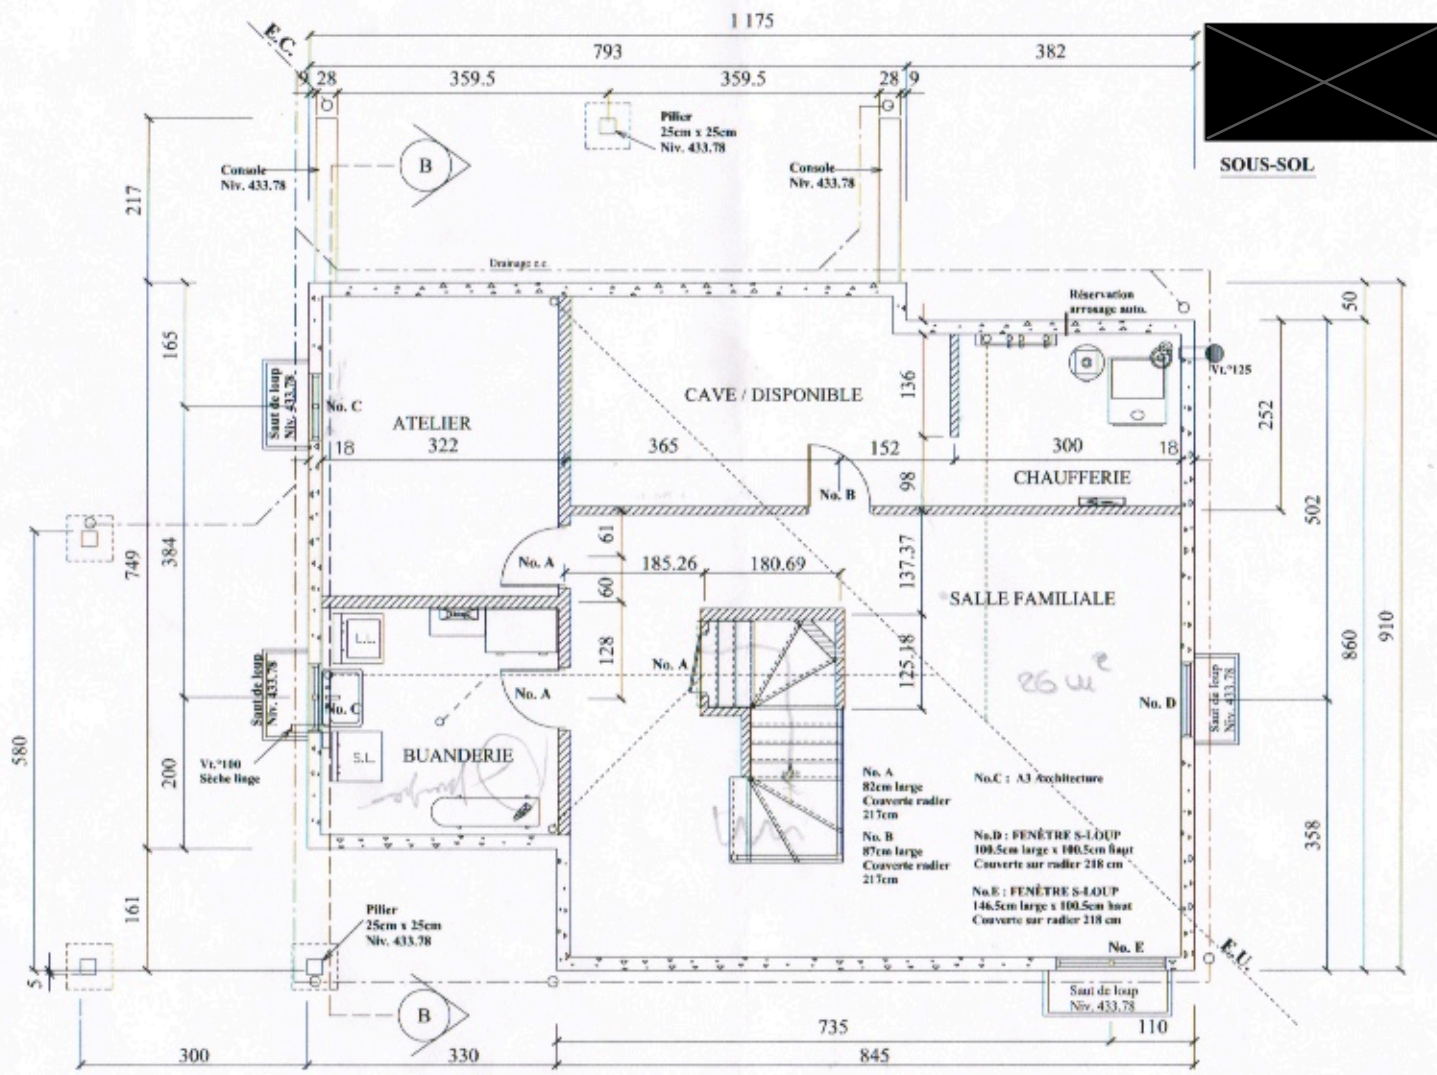 1 175
E.C.
793
382
9
28
359.5
359.5
28
9
Pilier
25cm x 25cm
Niv. 433.78
B
Console
Niv. 433.78
Console
Niv. 433.78
SOUS-SOL
217
Drainage e.c.
Réservation
arrosage auto.
50
165
Saut de loup
Niv. 433.78
No. C
ATELIER
CAVE / DISPONIBLE
136
Vt.°125
252
18
322
365
152
300
18
98
CHAUFFERIE
No. B
502
749
384
No. A
61
60
185.26
180.69
137.37
SALLE FAMILIALE
910
860
L.L.
128
No. A
125.18
26 m²
Saut de loup
Niv. 433.78
No. C
No. A
No. D
Saut de loup
Niv. 433.78
580
200
Vt.°100
Sèche linge
S.L.
BUANDERIE
No. A
82cm large
Couverte radier
217cm
No. B
87cm large
Couverte radier
217cm
No.C : A3 Architecture
No.D : FENÊTRE S-LOUP
100.5cm large x 100.5cm haut
Couverte sur radier 218 cm
No.E : FENÊTRE S-LOUP
146.5cm large x 100.5cm haut
Couverte sur radier 218 cm
358
161
Pilier
25cm x 25cm
Niv. 433.78
No. E
E.U.
5
Saut de loup
Niv. 433.78
B
735
110
300
330
845